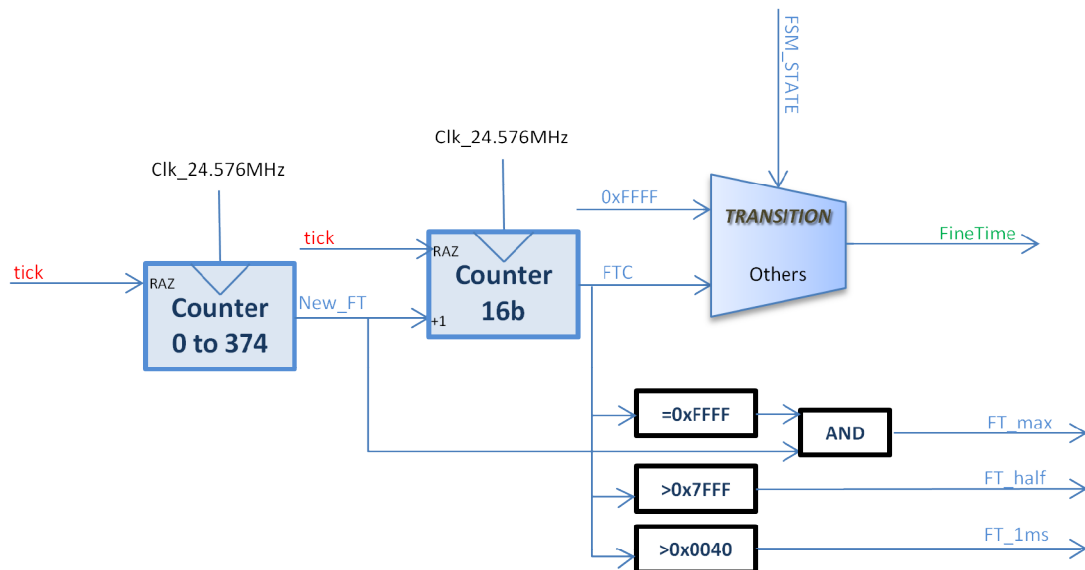 FSM_STATE
Clk_24.576MHz
Clk_24.576MHz
0xFFFF
TRANSITION
tick
RAZ
FineTime
tick
RAZ
Counter
16b
FTC
Others
Counter
0 to 374
New_FT
+1
=0xFFFF
AND
FT_max
>0x7FFF
FT_half
>0x0040
FT_1ms